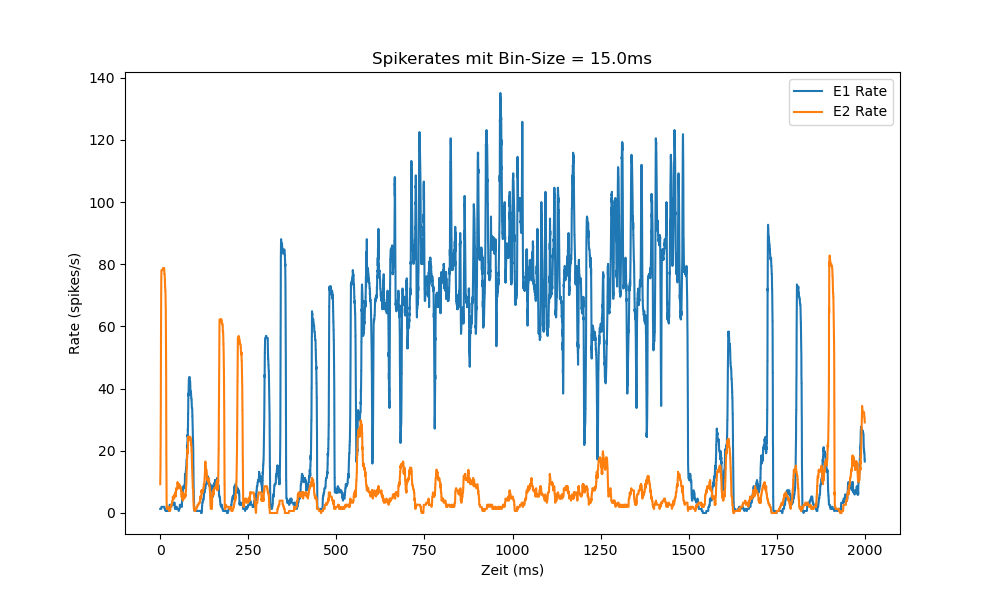 Spikerates mit Bin-Size = 15.0ms
E1 Rate
E2 Rate
Rate (spikes/s)
140
120
100
80
60
40
20
0
0 250 500 750 1000 1250 1500 1750 2000
Zeit (ms)